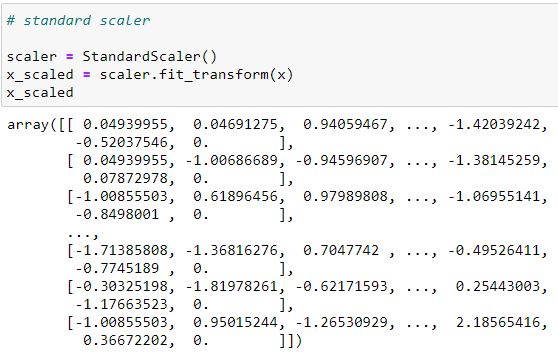 # standard scaler
scaler = StandardScaler()
x_scaled = scaler.fit_transform(x)
x_scaled
array([[ 0.04939955,  0.04691275,  0.94059467, ..., -1.42039242,
        -0.52037546,  0.        ],
       [ 0.04939955, -1.00686689, -0.94596907, ..., -1.38145259,
         0.07872978,  0.        ],
       [-1.00855503,  0.61896456,  0.97989808, ..., -1.06955141,
        -0.8498001 ,  0.        ],
       ...,
       [-1.71385808, -1.36816276,  0.7047742 , ..., -0.49526411,
        -0.7745189 ,  0.        ],
       [-0.30325198, -1.81978261, -0.62171593, ...,  0.25443003,
        -1.17663523,  0.        ],
       [-1.00855503,  0.95015244, -1.26530929, ...,  2.18565416,
         0.36672202,  0.        ]])